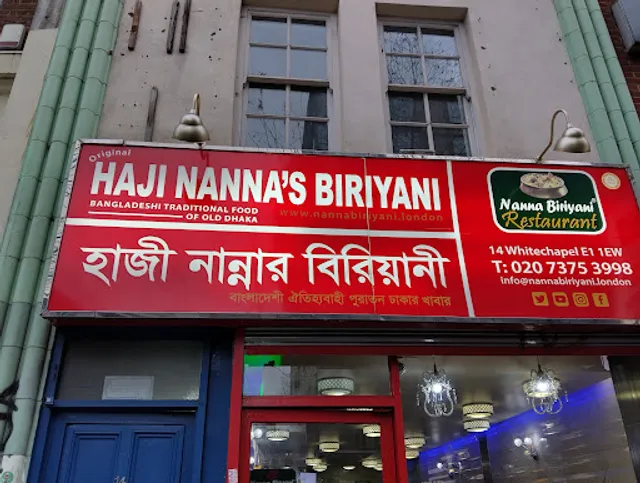 Original
HAJI NANNA'S BIRIYANI
BANGLADESHI TRADITIONAL FOOD
OF OLD DHAKA
www.nannabiriyani.london
হাজী নান্নার বিরিয়ানী
বাংলাদেশী ঐতিহ্যবাহী পুরাতন ঢাকার খাবার
Nanna Biriyani
Restaurant
14 Whitechapel E1 1EW
T: 020 7375 3998
info@nannabiriyani.london